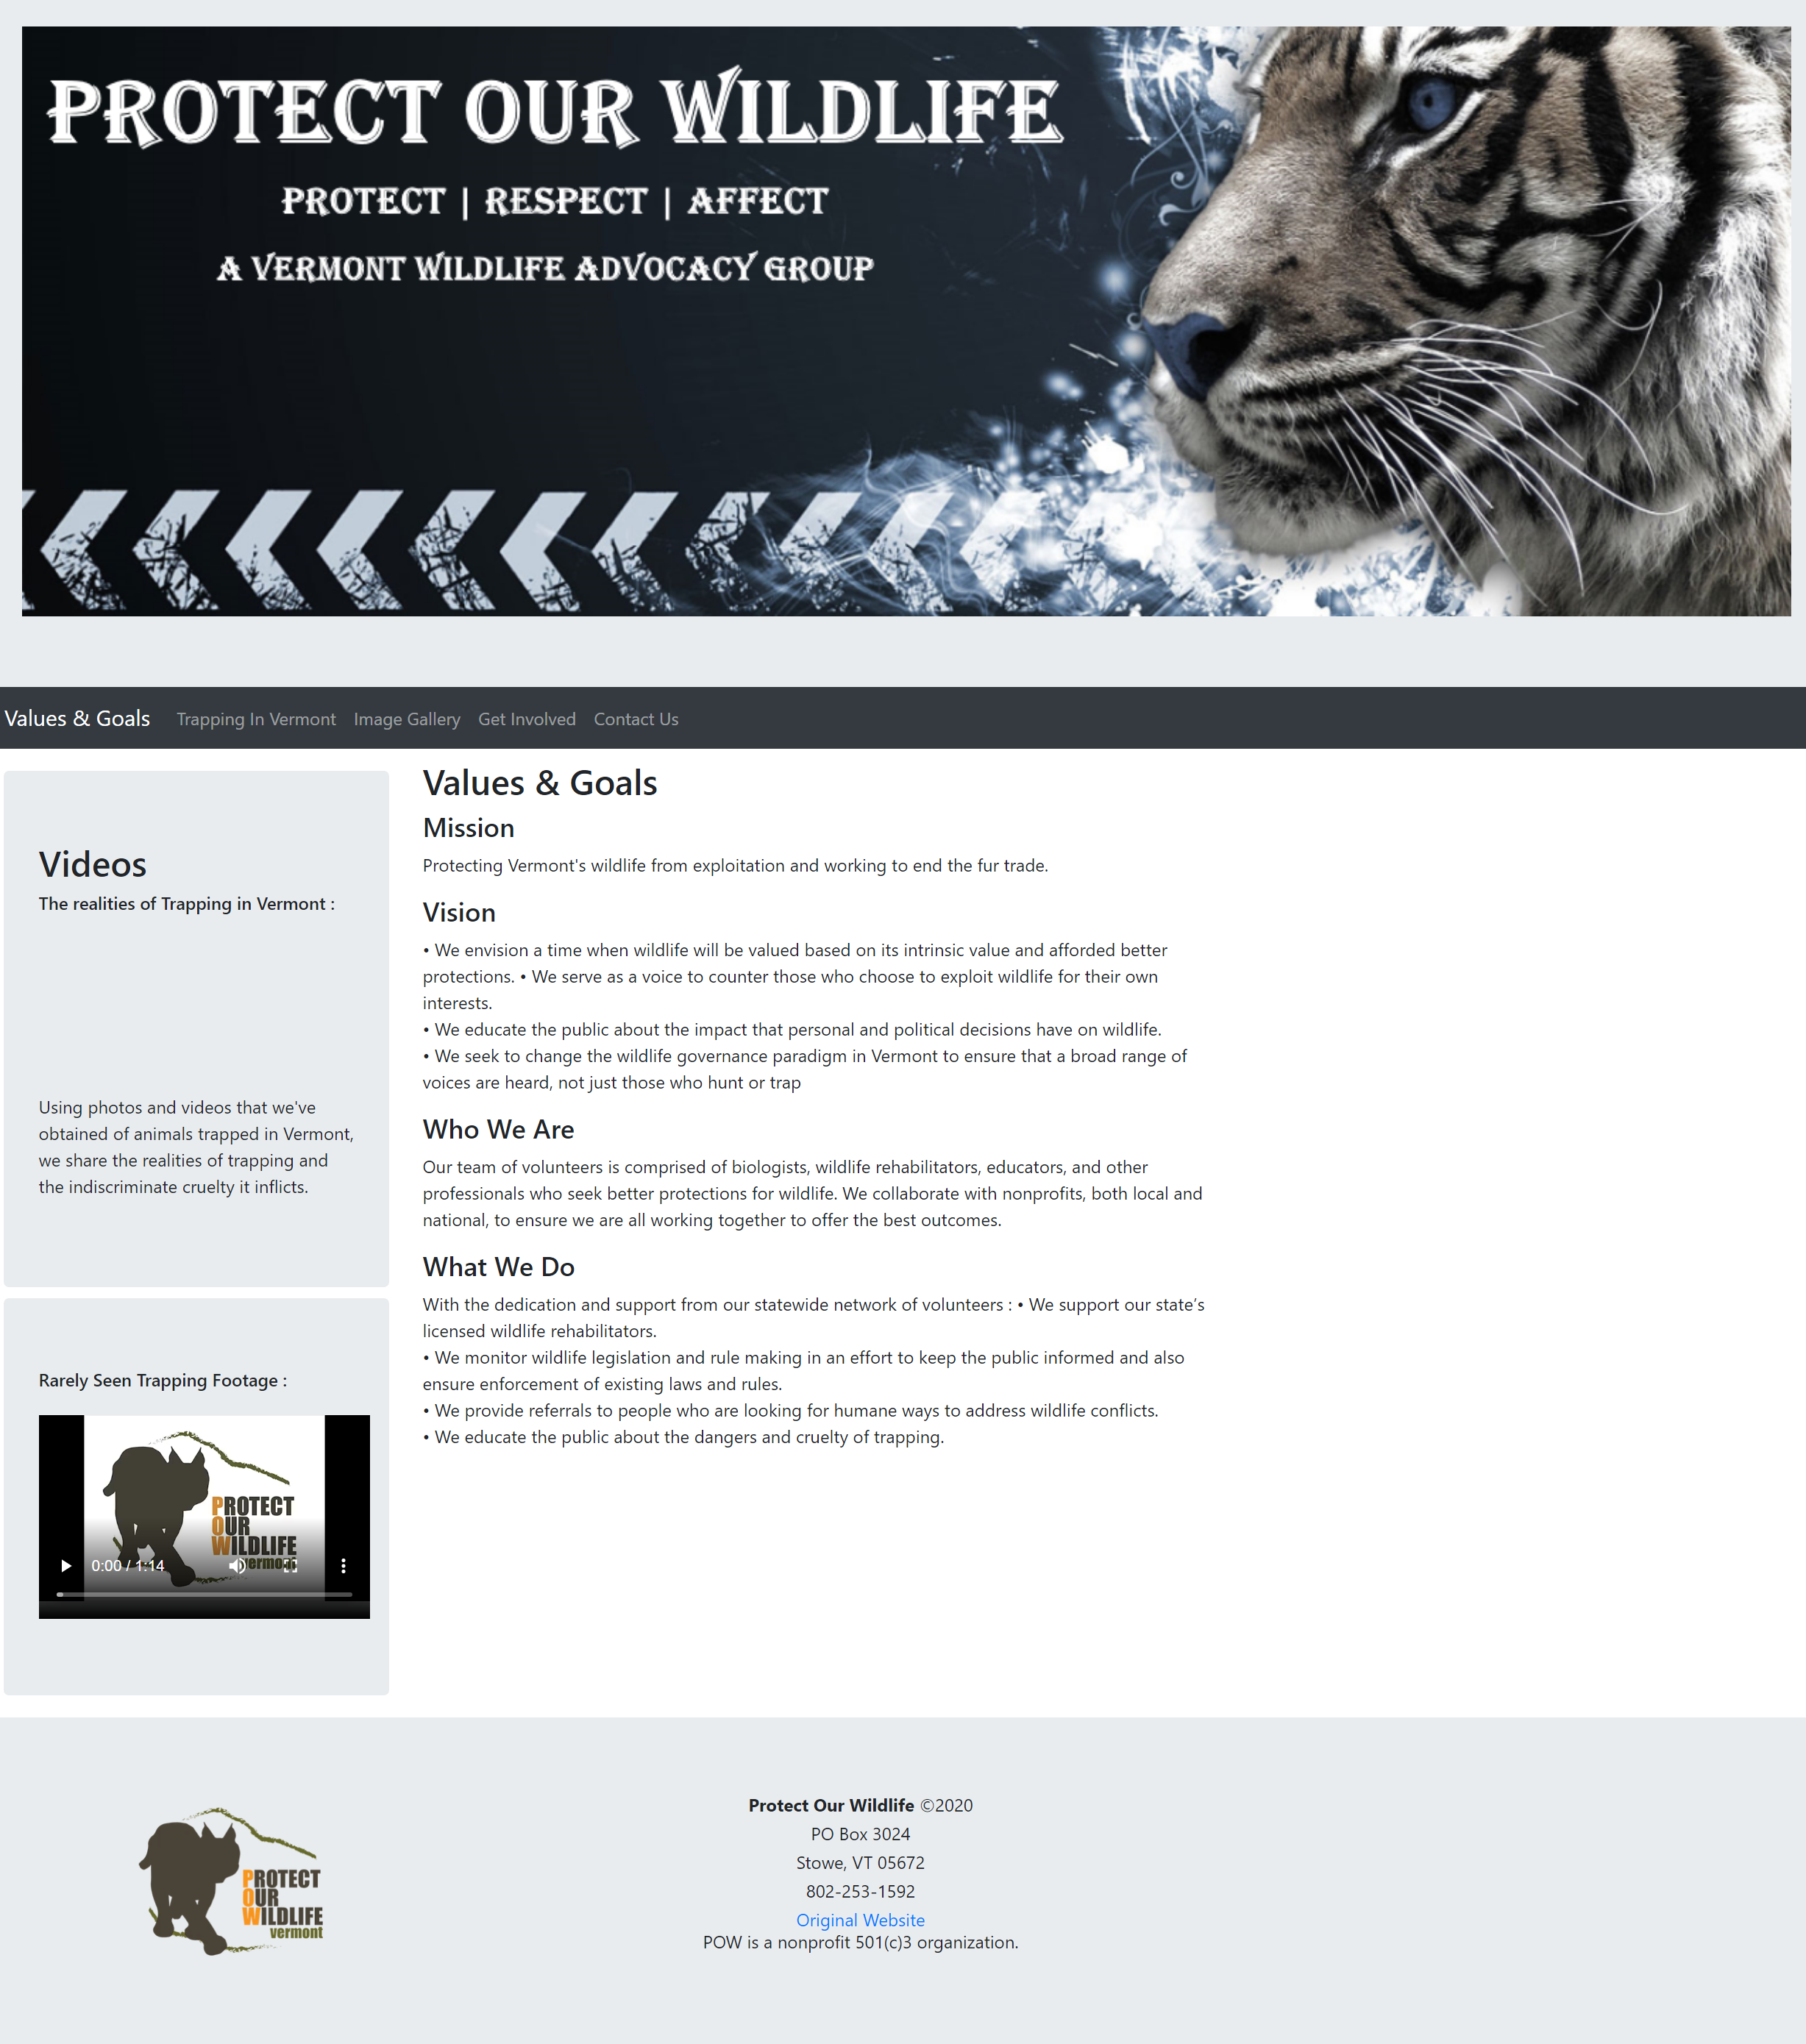 PROTECT OUR WILDLIFE
PROTECT | RESPECT | AFFECT
A VERMONT WILDLIFE ADVOCACY GROUP
Values & Goals Trapping In Vermont Image Gallery Get Involved Contact Us
Videos
The realities of Trapping in Vermont :
Using photos and videos that we've
obtained of animals trapped in Vermont,
we share the realities of trapping and
the indiscriminate cruelty it inflicts.
Rarely Seen Trapping Footage :
PROTECT
OUR
WILDLIFE
vermont
0:00 / 1:14
Values & Goals
Mission
Protecting Vermont's wildlife from exploitation and working to end the fur trade.
Vision
• We envision a time when wildlife will be valued based on its intrinsic value and afforded better
protections. • We serve as a voice to counter those who choose to exploit wildlife for their own
interests.
• We educate the public about the impact that personal and political decisions have on wildlife.
• We seek to change the wildlife governance paradigm in Vermont to ensure that a broad range of
voices are heard, not just those who hunt or trap
Who We Are
Our team of volunteers is comprised of biologists, wildlife rehabilitators, educators, and other
professionals who seek better protections for wildlife. We collaborate with nonprofits, both local and
national, to ensure we are all working together to offer the best outcomes.
What We Do
With the dedication and support from our statewide network of volunteers : • We support our state’s
licensed wildlife rehabilitators.
• We monitor wildlife legislation and rule making in an effort to keep the public informed and also
ensure enforcement of existing laws and rules.
• We provide referrals to people who are looking for humane ways to address wildlife conflicts.
• We educate the public about the dangers and cruelty of trapping.
PROTECT
OUR
WILDLIFE
vermont
Protect Our Wildlife ©2020
PO Box 3024
Stowe, VT 05672
802-253-1592
Original Website
POW is a nonprofit 501(c)3 organization.